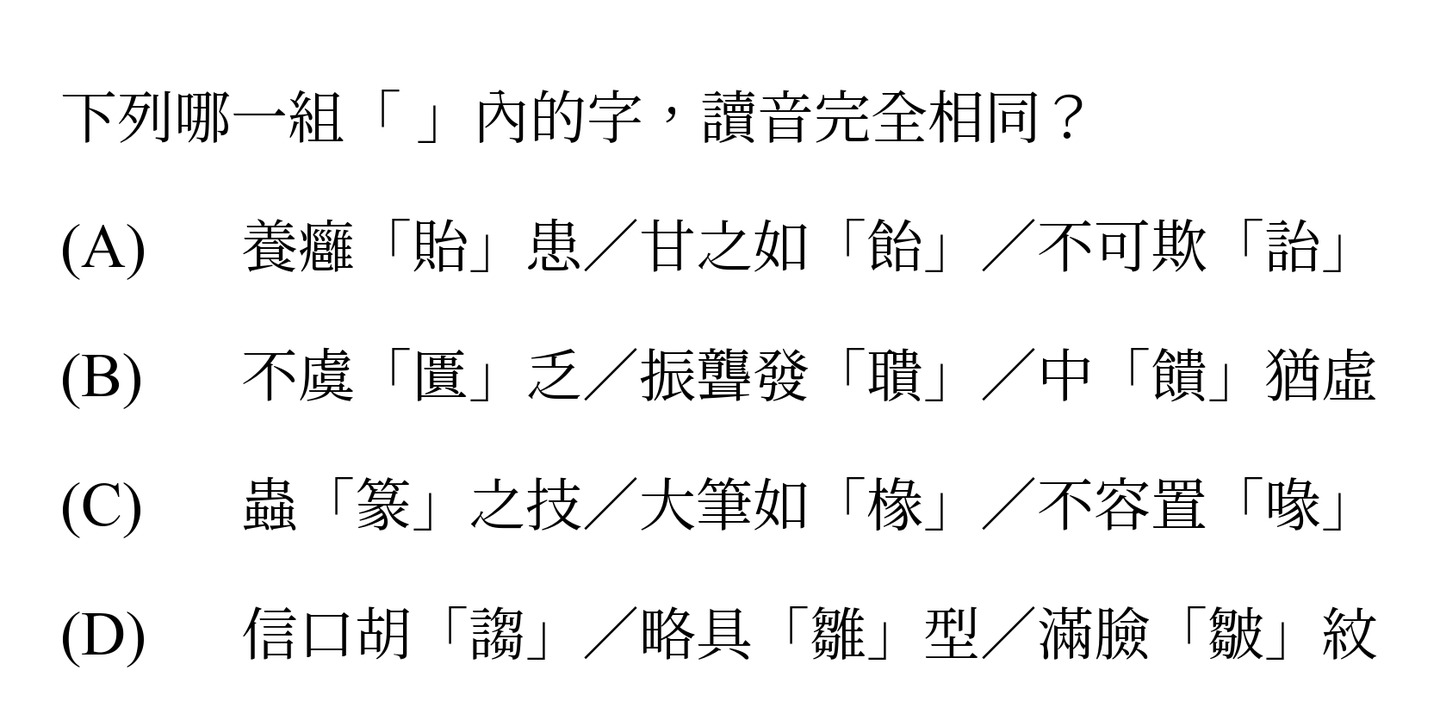 下列哪一組「 」內的字，讀音完全相同？
(A) 養癰「貽」患／甘之如「飴」／不可欺「詒」
(B) 不虞「匱」乏／振聾發「聵」／中「饋」猶虛
(C) 蟲「篆」之技／大筆如「椽」／不容置「喙」
(D) 信口胡「謅」／略具「雛」型／滿臉「皺」紋